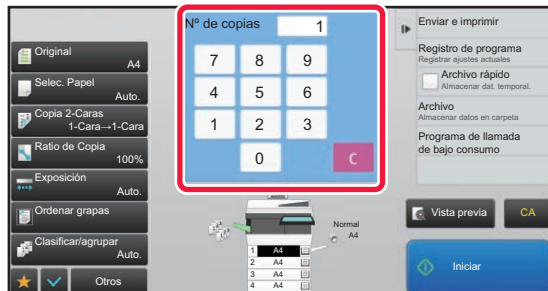 Original
A4
Selec. Papel
Auto.
Copia 2-Caras
1-Cara→1-Cara
Ratio de Copia
100%
Exposición
Auto.
Ordenar grapas
Clasificar/agrupar
Auto.
Otros
Nº de copias
1
7 8 9
4 5 6
1 2 3
0 C
Normal
A4
1 A4
2 A4
3 A4
4 A4
Enviar e imprimir
Registro de programa
Registrar ajustes actuales
Archivo rápido
Almacenar dat. temporal.
Archivo
Almacenar datos en carpeta
Programa de llamada
de bajo consumo
Vista previa
CA
Iniciar